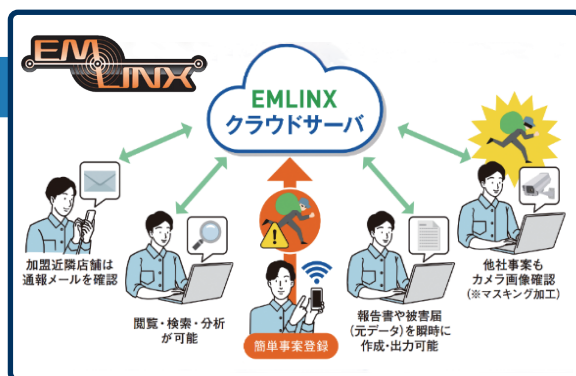 EM
LINX
EMLINX
クラウドサーバ
加盟近隣店舗は
通報メールを確認
閲覧・検索・分析
が可能
簡単事案登録
報告書や被害届
(元データ)を瞬時に
作成・出力可能
他社事案も
カメラ画像確認
(※マスキング加工)